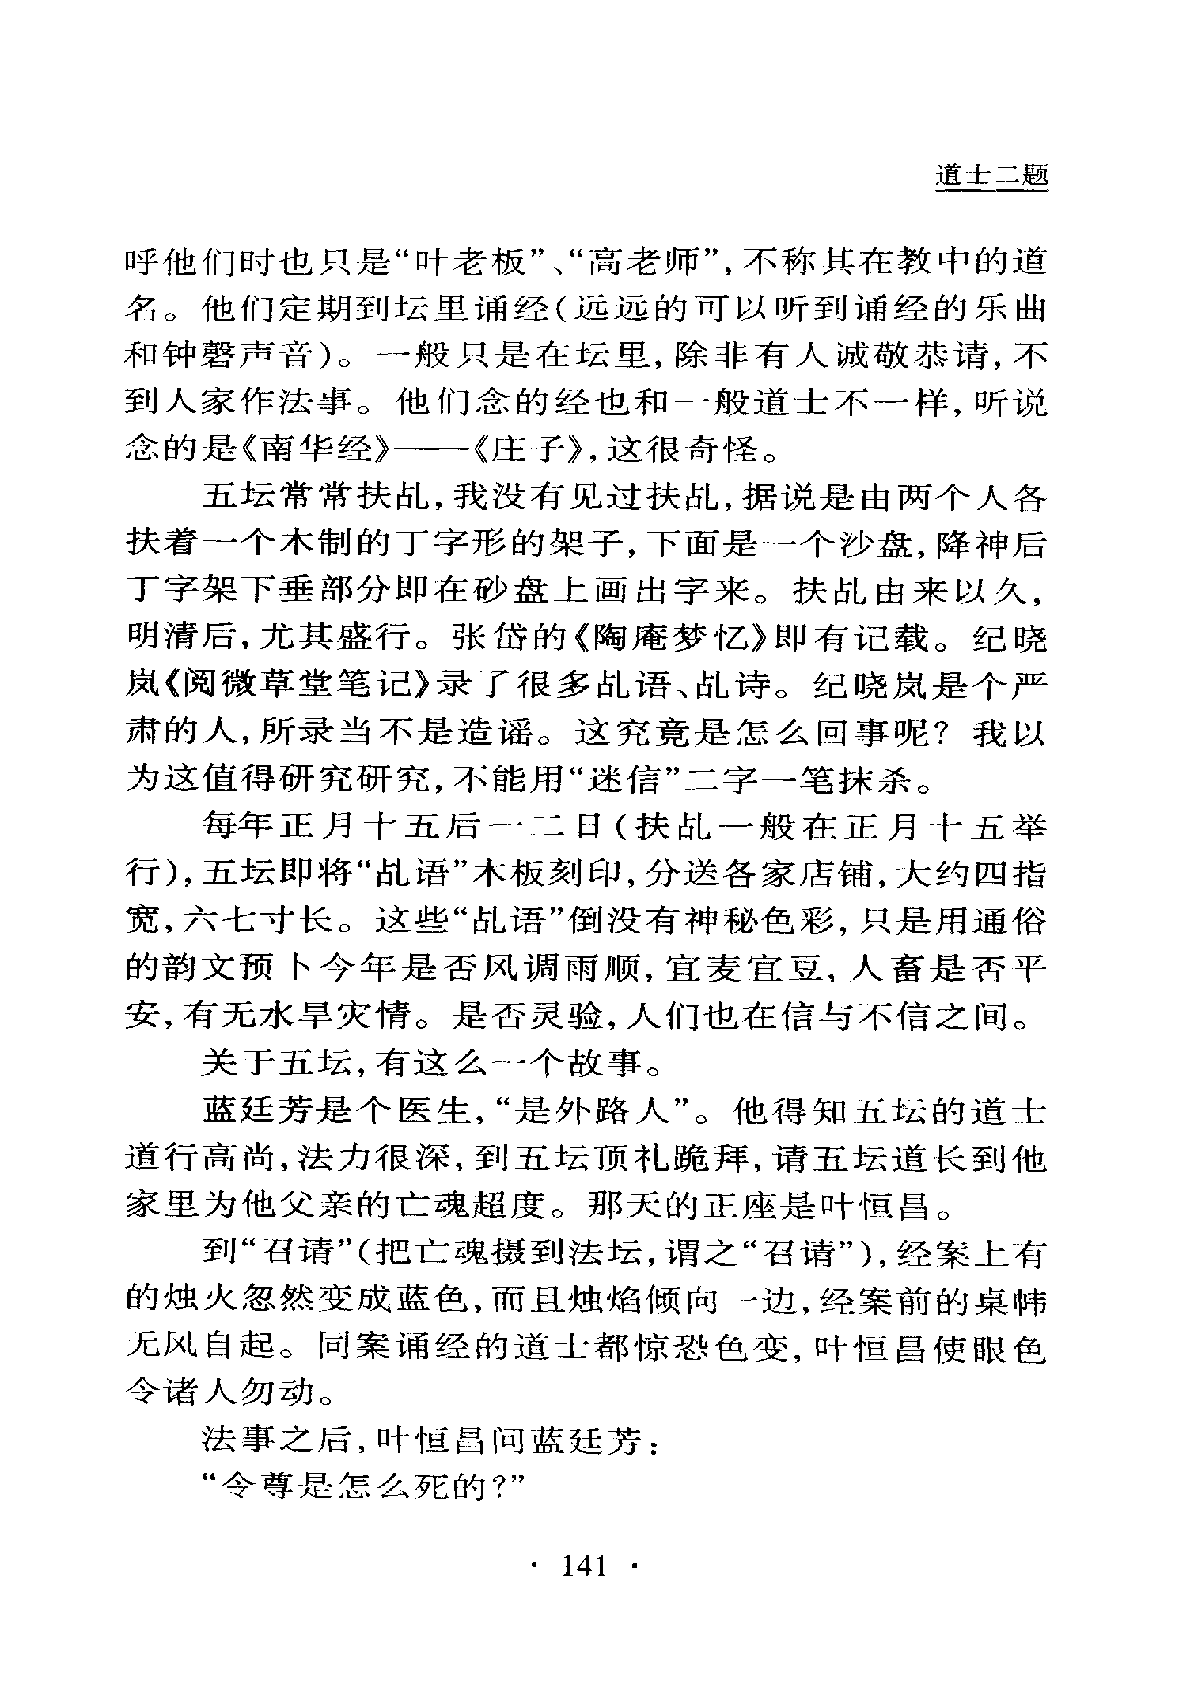 道士二题
呼他们时也只是“叶老板”、“高老师”,不称其在教中的道
名。他们定期到坛里诵经(远远的可以听到诵经的乐曲
和钟磬声音)。一般只是在坛里,除非有人诚敬恭请,不
到人家作法事。他们念的经也和一般道士不一样,听说
念的是《南华经》——《庄子》,这很奇怪。
五坛常常扶乩,我没有见过扶乩,据说是由两个人各
扶着一个木制的丁字形的架子,下面是一个沙盘,降神后
丁字架下垂部分即在砂盘上画出字来。扶乩由来以久,
明清后,尤其盛行。张岱的《陶庵梦忆》即有记载。纪晓
岚《阅微草堂笔记》录了很多乩语、乩诗。纪晓岚是个严
肃的人,所录当不是造谣。这究竟是怎么回事呢?我以
为这值得研究研究,不能用“迷信”二字一笔抹杀。
每年正月十五后一二日(扶乩一般在正月十五举
行),五坛即将“乩语”木板刻印,分送各家店铺,大约四指
宽,六七寸长。这些“乩语”倒没有神秘色彩,只是用通俗
的韵文预卜今年是否风调雨顺,宜麦宜豆,人畜是否平
安,有无水旱灾情。是否灵验,人们也在信与不信之间。
关于五坛,有这么一个故事。
蓝廷芳是个医生,“是外路人”。他得知五坛的道士
道行高尚,法力很深,到五坛顶礼跪拜,请五坛道长到他
家里为他父亲的亡魂超度。那天的正座是叶恒昌。
到“召请”(把亡魂摄到法坛,谓之“召请”),经案上有
的烛火忽然变成蓝色,而且烛焰倾向一边,经案前的桌帏
无风自起。同案诵经的道士都惊恐色变,叶恒昌使眼色
令诸人勿动。
法事之后,叶恒昌问蓝廷芳:
“令尊是怎么死的?”
· 141 ·